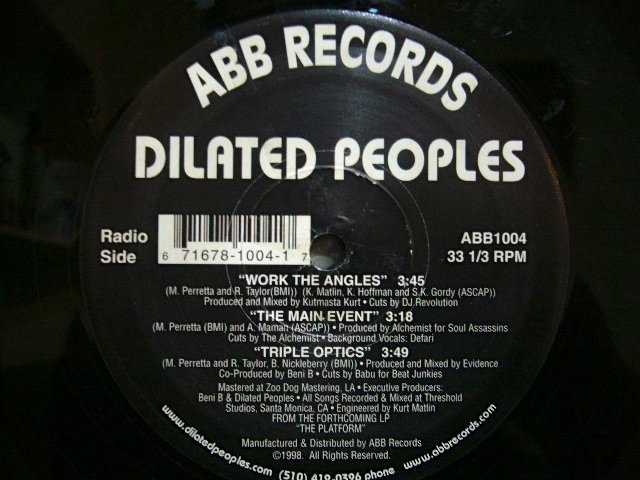 ABB RECORDS
DILATED PEOPLES
Radio
Side
6 71678-1004-1 7
ABB1004
33 1/3 RPM
"WORK THE ANGLES" 3:45
(M. Perretta and R. Taylor(BMI)) (K. Matlin, K. Hoffman and S.K. Gordy (ASCAP))
Produced and Mixed by Kutmasta Kurt • Cuts by DJ.Revolution
"THE MAIN EVENT" 3:18
(M. Perretta (BMI) and A. Maman (ASCAP)) • Produced by Alchemist for Soul Assassins
Cuts by The Alchemist • Background Vocals: Defari
"TRIPLE OPTICS" 3:49
(M. Perretta and R. Taylor, B. Nickleberry (BMI)) • Produced and Mixed by Evidence
Co-Produced by Beni B • Cuts by Babu for Beat Junkies
Mastered at Zoo Dog Mastering, LA • Executive Producers:
Beni B & Dilated Peoples • All Songs Recorded & Mixed at Threshold
Studios, Santa Monica, CA • Engineered by Kurt Matlin
FROM THE FORTHCOMING LP
"THE PLATFORM"
Manufactured & Distributed by ABB Records
©1998. All Rights Reserved.
www.dilatedpeoples.com (510) 419-0396 phone www.abbrecords.com